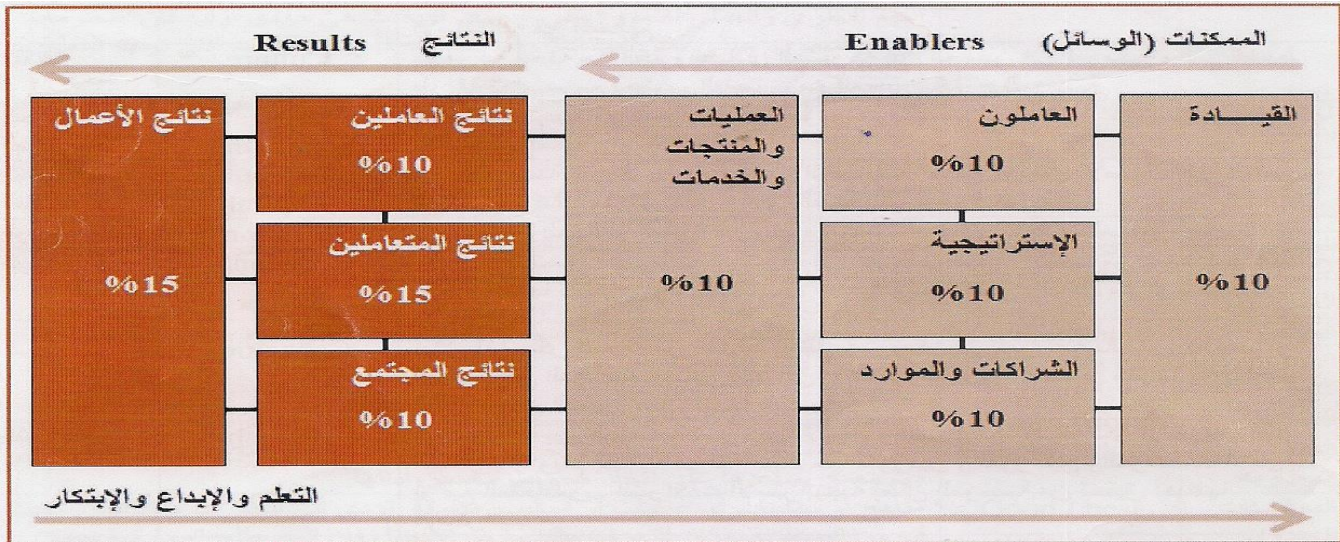 الممكنات (الوسائل) Enablers
النتائج Results
القيـــادة
%10
العاملون
%10
الإستراتيجية
%10
الشراكات والموارد
%10
العمليات
والمنتجات
والخدمات
%10
نتائج العاملين
%10
نتائج المتعاملين
%15
نتائج المجتمع
%10
نتائج الأعمال
%15
التعلم والإبداع والإبتكار